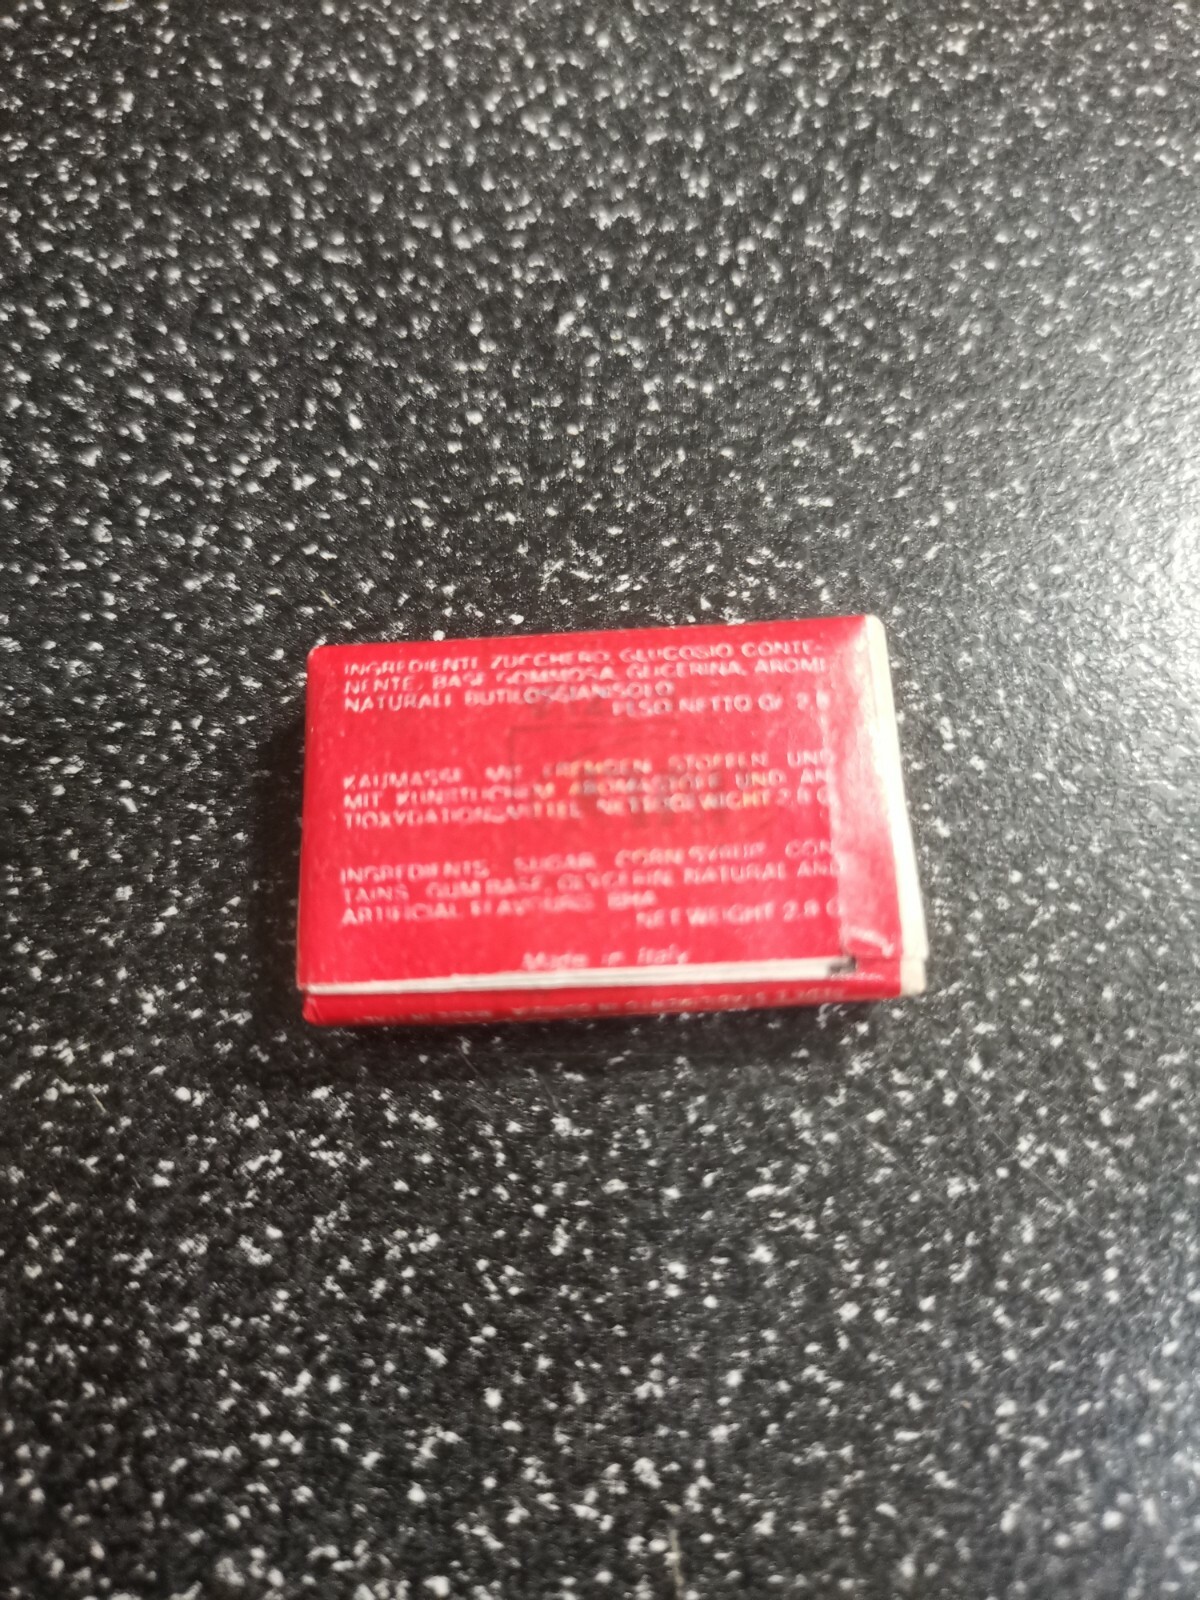 INGREDIENTI ZUCCHERO, GLUCOSIO CONTE-
NENTE, BASE GOMMOSA, GLICERINA, AROMI
NATURALI BUTILOSSIANISOLO
PESO NETTO Gr 2.8
KAUMASSE MIT FREMDEN STOFFEN UND
MIT KUNSTLICHEM AROMASTOFF UND AN
TIOXYDATIONSMITTEL NETTOGEWICHT 2.8 G
INGREDIENTS SUGAR CORN SYRUP CON
TAINS GUM BASE, GLYCERIN, NATURAL AND
ARTIFICIAL FLAVOURS BHA
NET WEIGHT 2.8 G
Made in Italy